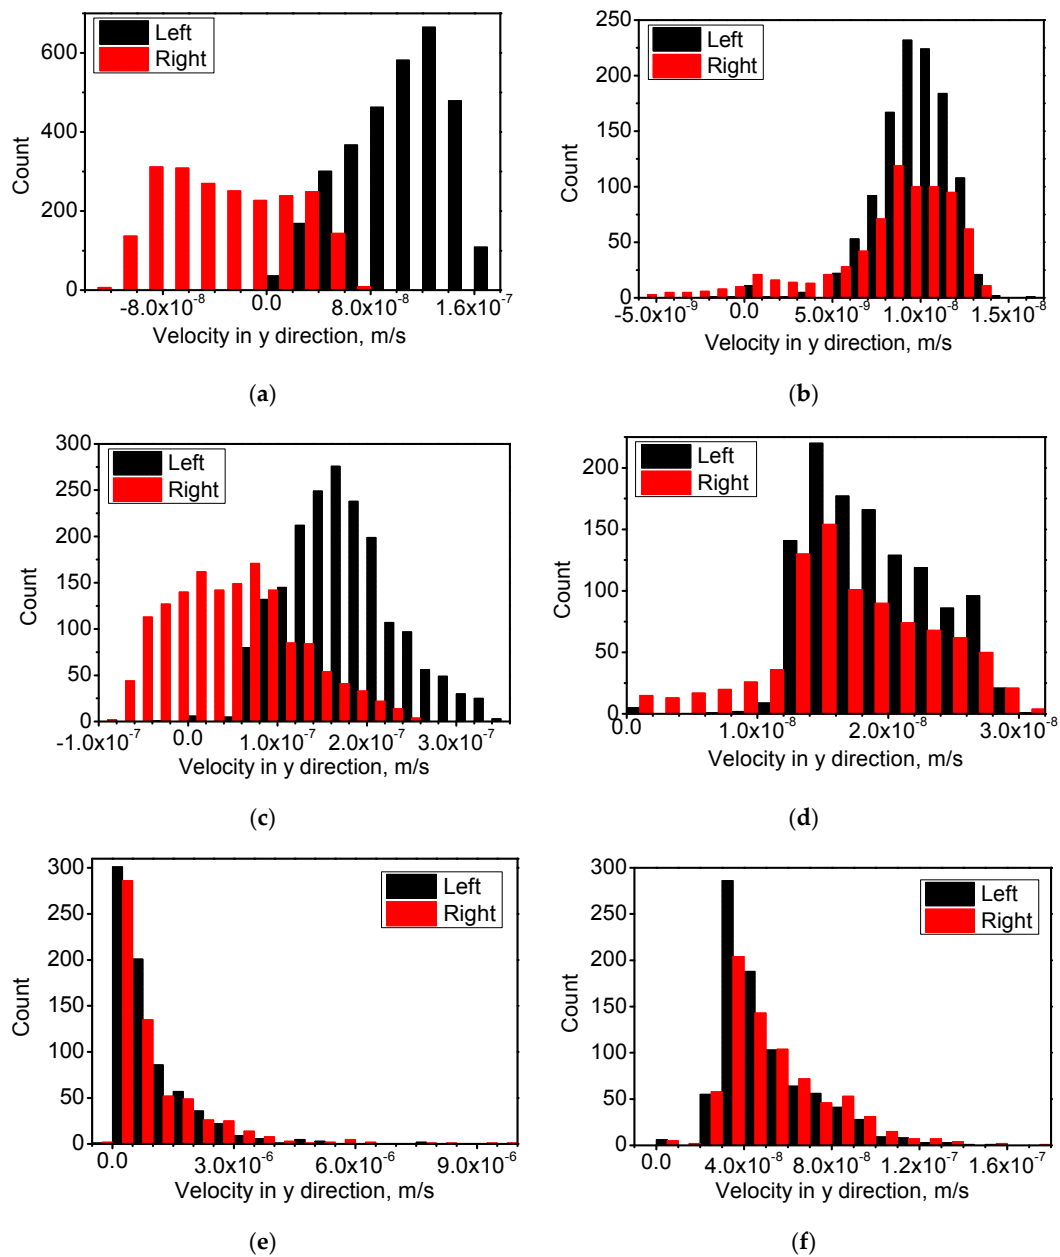 Left
Right
600
400
200
0
Count
-8.0x10⁻⁸ 0.0 8.0x10⁻⁸ 1.6x10⁻⁷
Velocity in y direction, m/s
(a)
Left
Right
250
200
150
100
50
0
Count
-5.0x10⁻⁹ 0.0 5.0x10⁻⁹ 1.0x10⁻⁸ 1.5x10⁻⁸
Velocity in y direction, m/s
(b)
Left
Right
300
250
200
150
100
50
0
Count
-1.0x10⁻⁷ 0.0 1.0x10⁻⁷ 2.0x10⁻⁷ 3.0x10⁻⁷
Velocity in y direction, m/s
(c)
Left
Right
200
150
100
50
0
Count
1.0x10⁻⁸ 2.0x10⁻⁸ 3.0x10⁻⁸
Velocity in y direction, m/s
(d)
Left
Right
300
250
200
150
100
50
0
Count
0.0 3.0x10⁻⁶ 6.0x10⁻⁶ 9.0x10⁻⁶
Velocity in y direction, m/s
(e)
Left
Right
300
250
200
150
100
50
0
Count
0.0 4.0x10⁻⁸ 8.0x10⁻⁸ 1.2x10⁻⁷ 1.6x10⁻⁷
Velocity in y direction, m/s
(f)